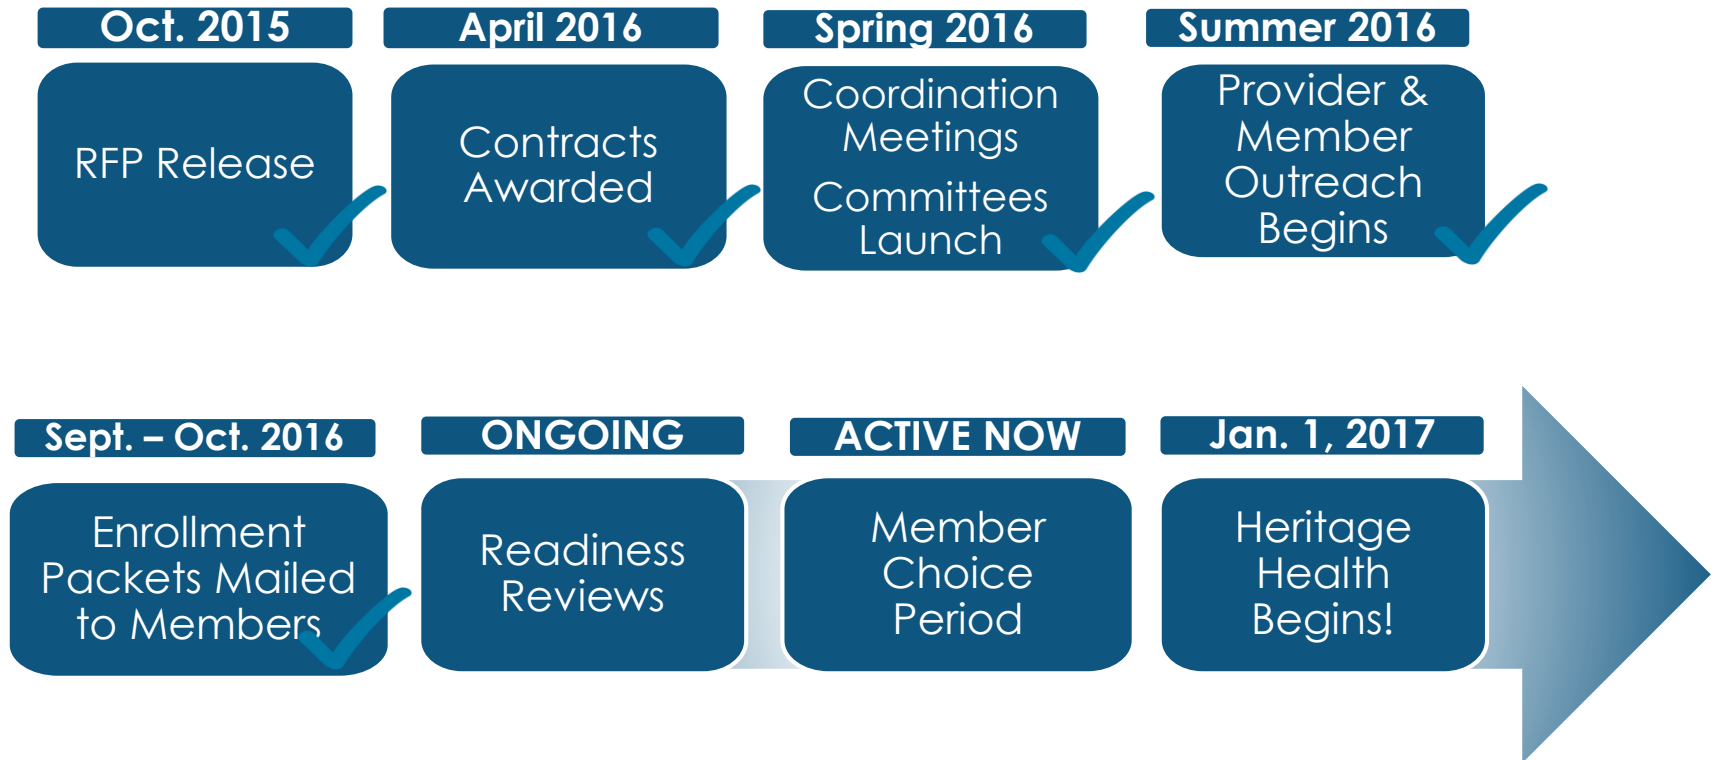 Oct. 2015
RFP Release
April 2016
Contracts
Awarded
Spring 2016
Coordination
Meetings
Committees
Launch
Summer 2016
Provider &
Member
Outreach
Begins
Sept. – Oct. 2016
Enrollment
Packets Mailed
to Members
ONGOING
Readiness
Reviews
ACTIVE NOW
Member
Choice
Period
Jan. 1, 2017
Heritage
Health
Begins!